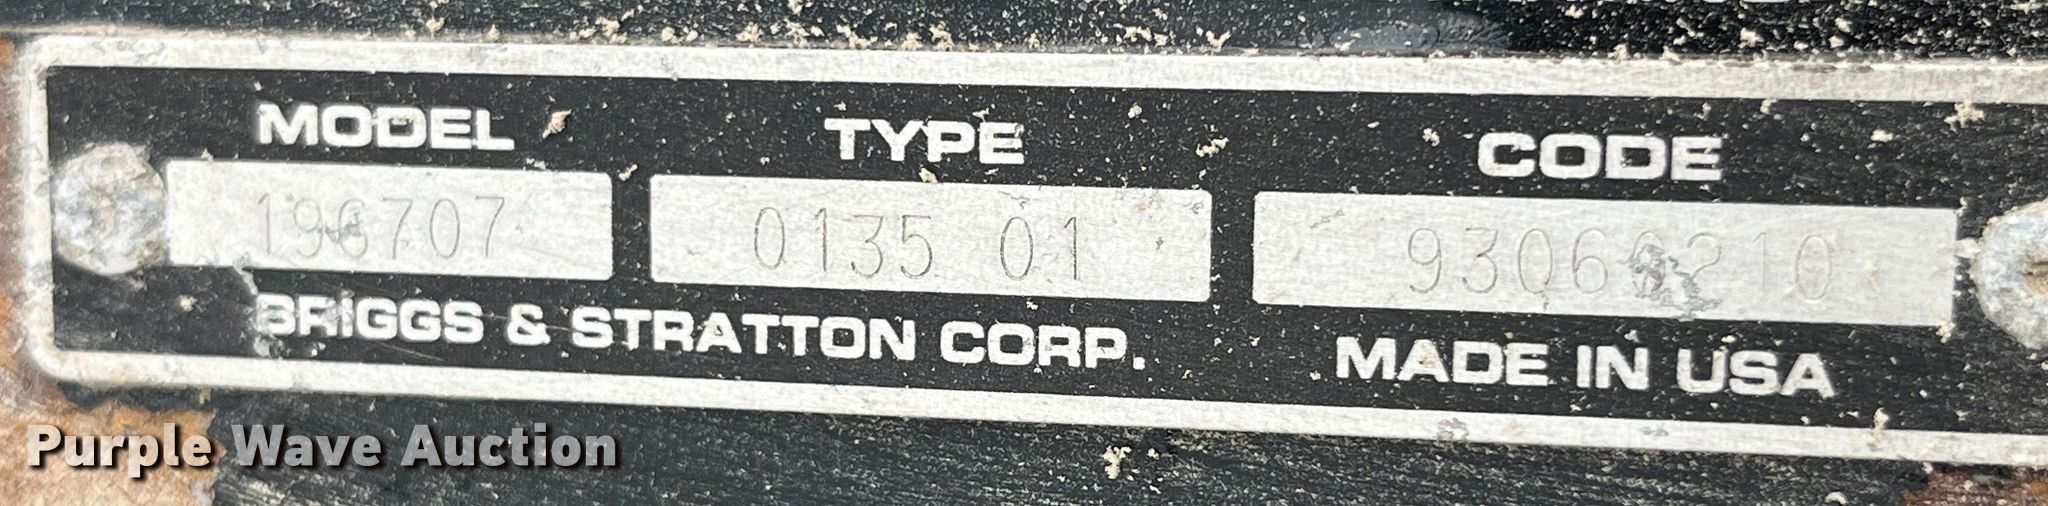 MODEL TYPE CODE
196707 0135 01
BRIGGS & STRATTON CORP. MADE IN USA
Purple Wave Auction